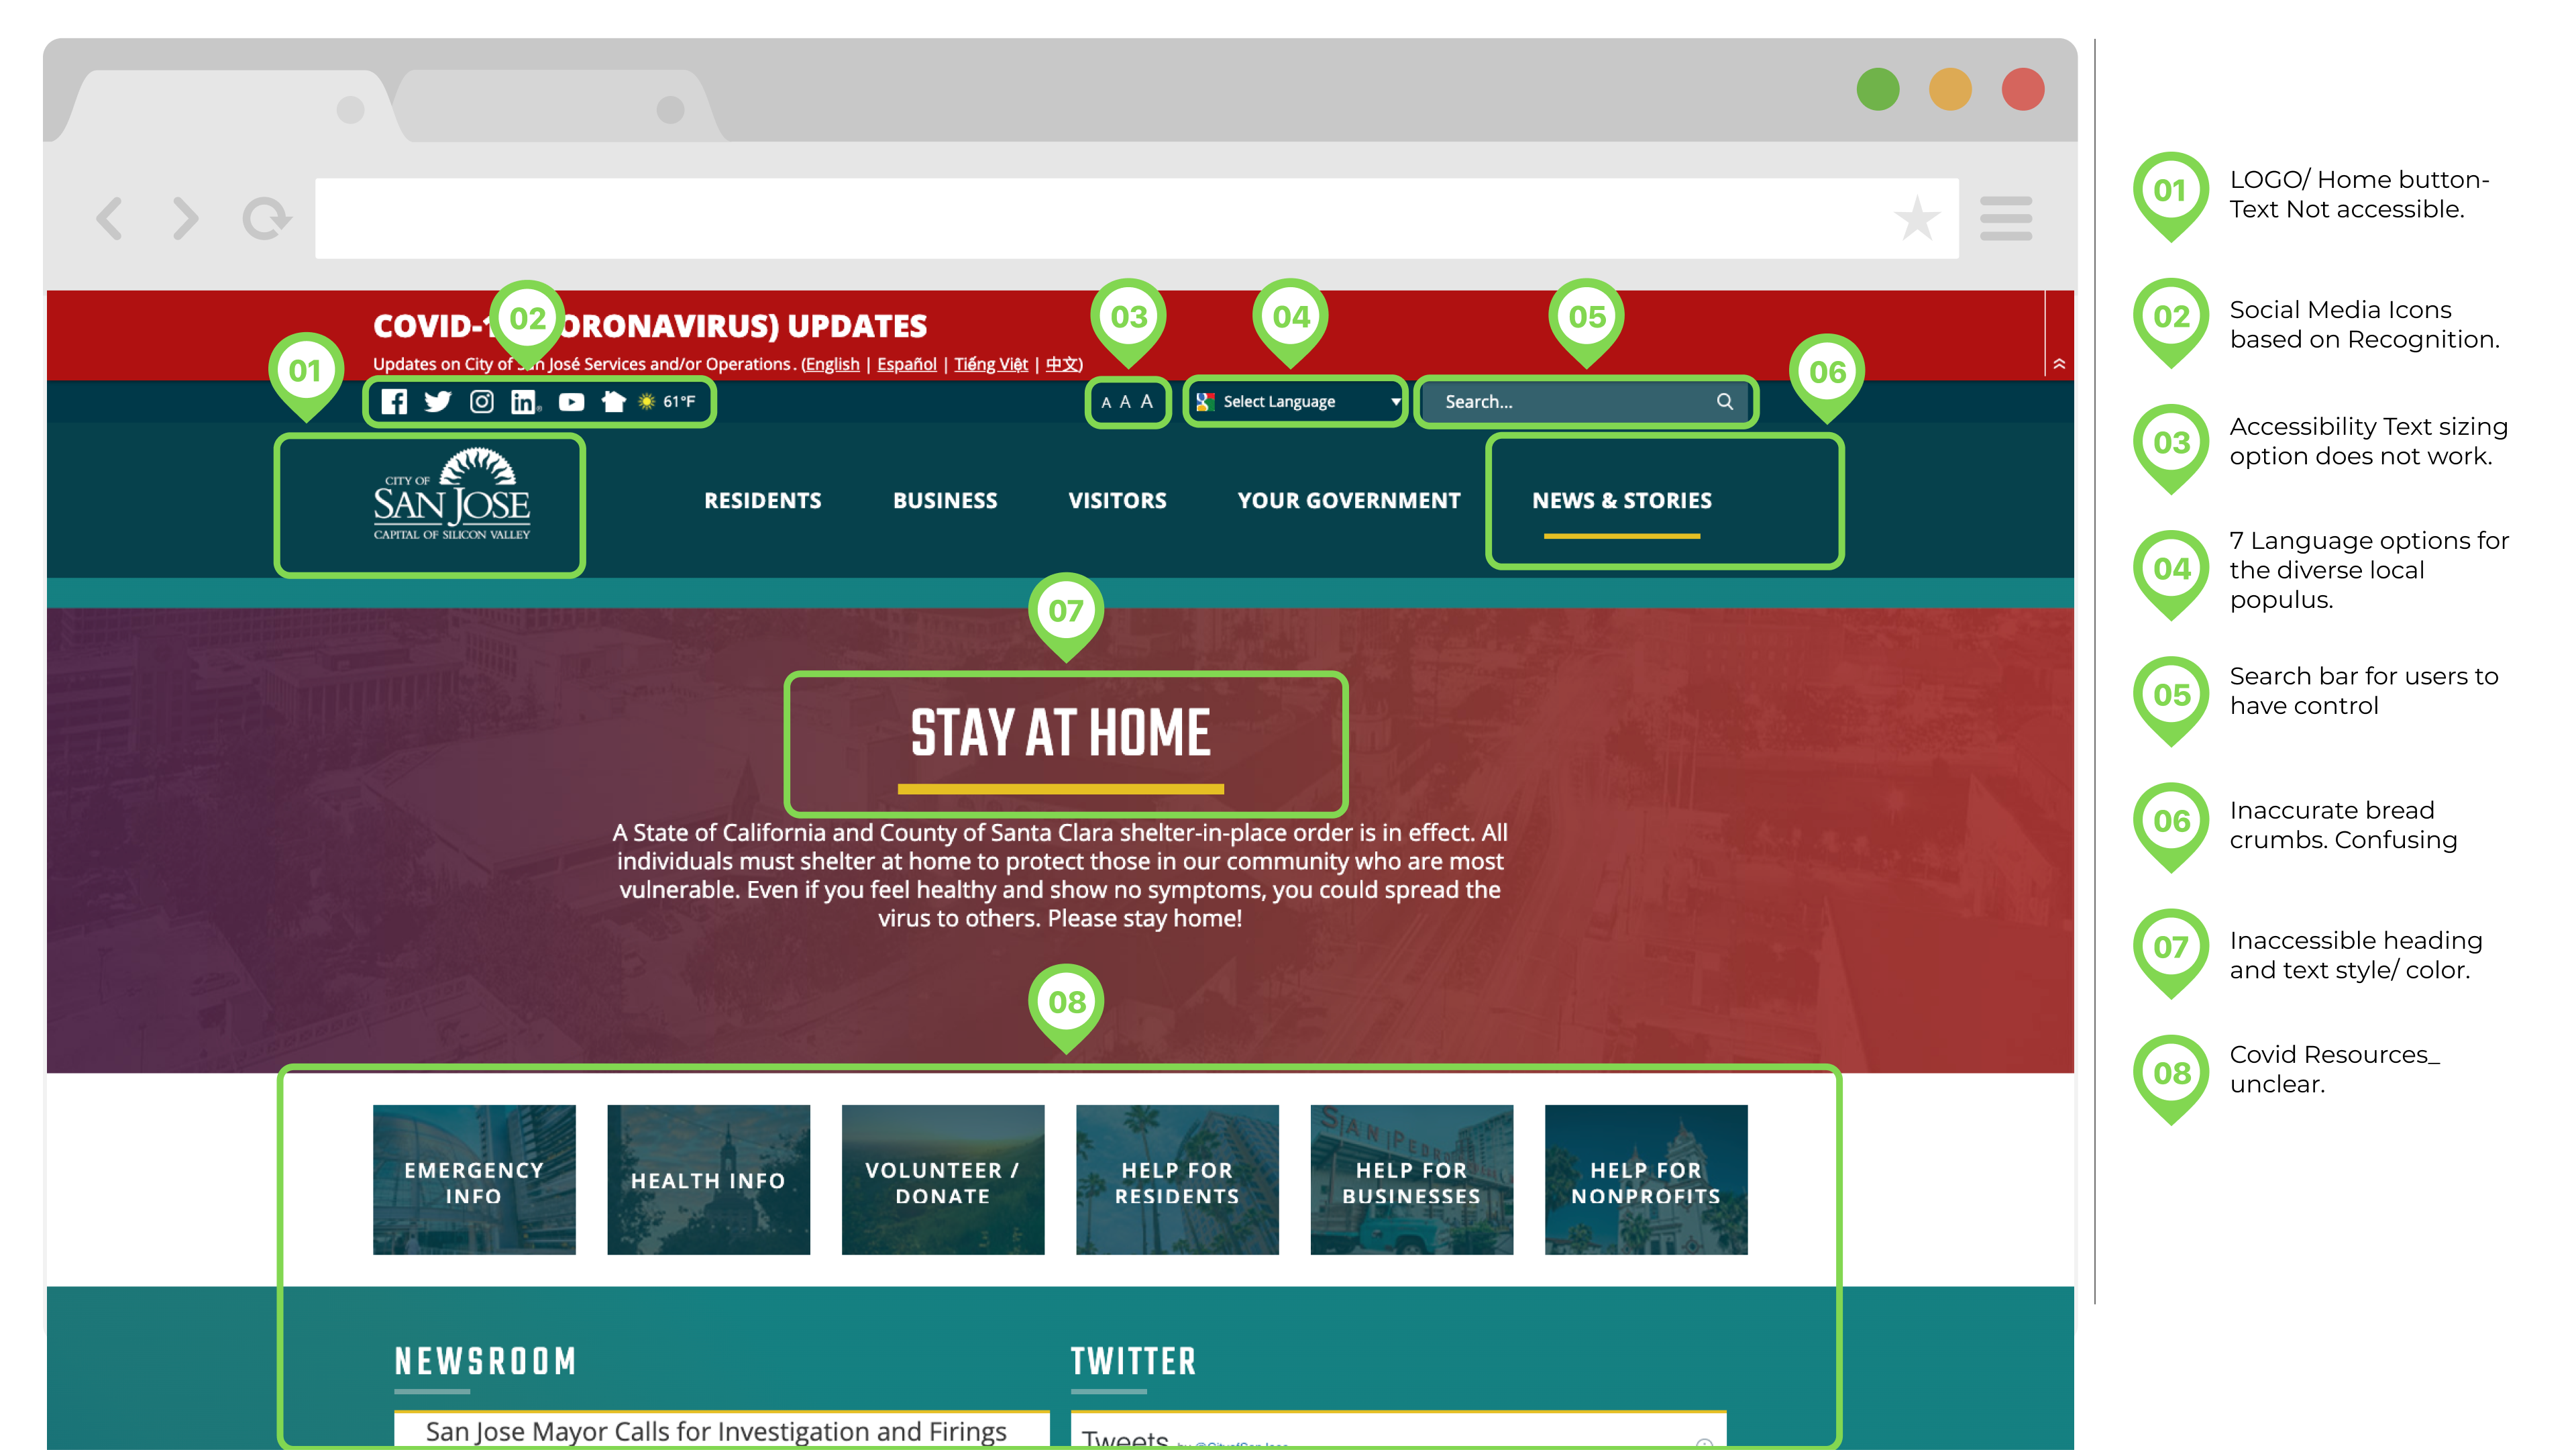 COVID-1 ORONAVIRUS) UPDATES
Updates on City of San José Services and/or Operations. (English | Español | Tiếng Việt | 中文)
01
02
03
04
05
06
61°F
A A A
Select Language
Search...
CITY OF
SAN JOSE
CAPITAL OF SILICON VALLEY
RESIDENTS
BUSINESS
VISITORS
YOUR GOVERNMENT
NEWS & STORIES
07
STAY AT HOME
A State of California and County of Santa Clara shelter-in-place order is in effect. All
individuals must shelter at home to protect those in our community who are most
vulnerable. Even if you feel healthy and show no symptoms, you could spread the
virus to others. Please stay home!
08
EMERGENCY
INFO
HEALTH INFO
VOLUNTEER /
DONATE
HELP FOR
RESIDENTS
SAN PEDRO
HELP FOR
BUSINESSES
HELP FOR
NONPROFITS
NEWSROOM
San Jose Mayor Calls for Investigation and Firings
TWITTER
Tweets
01
LOGO/ Home button-
Text Not accessible.
02
Social Media Icons
based on Recognition.
03
Accessibility Text sizing
option does not work.
04
7 Language options for
the diverse local
populus.
05
Search bar for users to
have control
06
Inaccurate bread
crumbs. Confusing
07
Inaccessible heading
and text style/ color.
08
Covid Resources_
unclear.